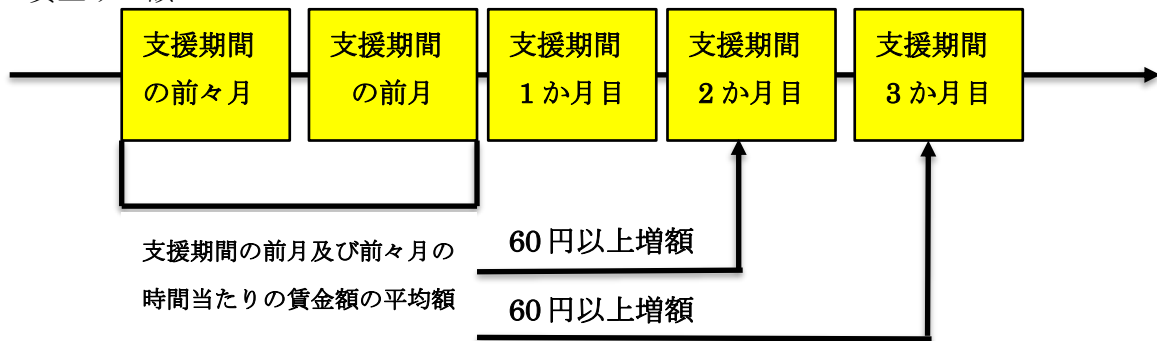 支援期間
の前々月
支援期間
の前月
支援期間
1か月目
支援期間
2か月目
支援期間
3か月目
支援期間の前月及び前々月の
時間当たりの賃金額の平均額
60円以上増額
60円以上増額